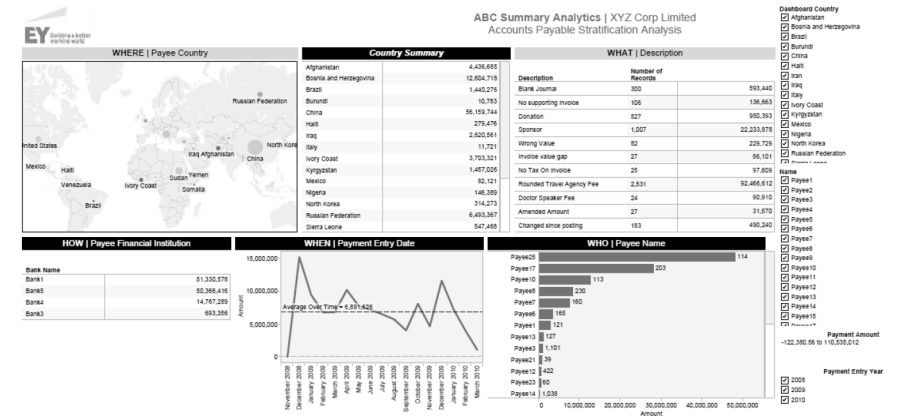 ABC Summary Analytics | XYZ Corp Limited
Accounts Payable Stratification Analysis
EY Building a better
working world
WHERE | Payee Country
Russian Federation
United States
North Kore
Iraq Afghanistan
China
Mexico
Haiti
Venezuela
Ivory Coast
Sudan
Yemen
Somalia
Brazil
Country Summary
Afghanistan 4,436,685
Bosnia and Herzegovina 12,604,718
Brazil 1,440,276
Burundi 10,783
China 56,159,744
Haiti 279,476
Iraq 2,620,561
Italy 11,721
Ivory Coast 3,703,321
Kyrgyzstan 1,457,026
Mexico 82,121
Nigeria 146,389
North Korea 314,273
Russian Federation 6,493,367
Sierra Leone 547,468
WHAT | Description
Description Number of
Records
Blank Journal 300 593,440
No supporting Invoice 106 136,663
Donation 527 950,393
Sponsor 1,007 22,233,878
Wrong Value 82 229,729
Invoice value gap 27 86,101
No Tax On Invoice 25 97,809
Rounded Travel Agency Fee 2,531 92,466,612
Doctor Speaker Fee 24 90,910
Amended Amount 27 31,570
Changed since posting 153 490,240
HOW | Payee Financial Institution
Bank Name
Bank1 51,330,578
Bank5 50,366,416
Bank4 14,767,289
Bank3 693,356
WHEN | Payment Entry Date
Amount
15,000,000
10,000,000
Average Over Time = 6,891,626
5,000,000
0
November 2008
December 2008
January 2009
February 2009
March 2009
April 2009
May 2009
June 2009
July 2009
August 2009
September 2009
October 2009
November 2009
December 2009
January 2010
February 2010
March 2010
WHO | Payee Name
Payee25 114
Payee17 203
Payee10 113
Payee8 230
Payee7 160
Payee6 165
Payee1 121
Payee13 127
Payee3 1,101
Payee21 39
Payee12 422
Payee23 60
Payee14 1,036
0 10,000,000 20,000,000 30,000,000 40,000,000 50,000,000
Amount
Dashboard Country
Afghanistan
Bosnia and Herzegovina
Brazil
Burundi
China
Haiti
Iran
Iraq
Italy
Ivory Coast
Kyrgyzstan
Mexico
Nigeria
North Korea
Russian Federation
Name
Payee1
Payee2
Payee3
Payee4
Payee5
Payee6
Payee7
Payee8
Payee9
Payee10
Payee11
Payee12
Payee13
Payee14
Payee15
Payment Amount
-122,380.56 to 110,535,012
Payment Entry Year
2008
2009
2010